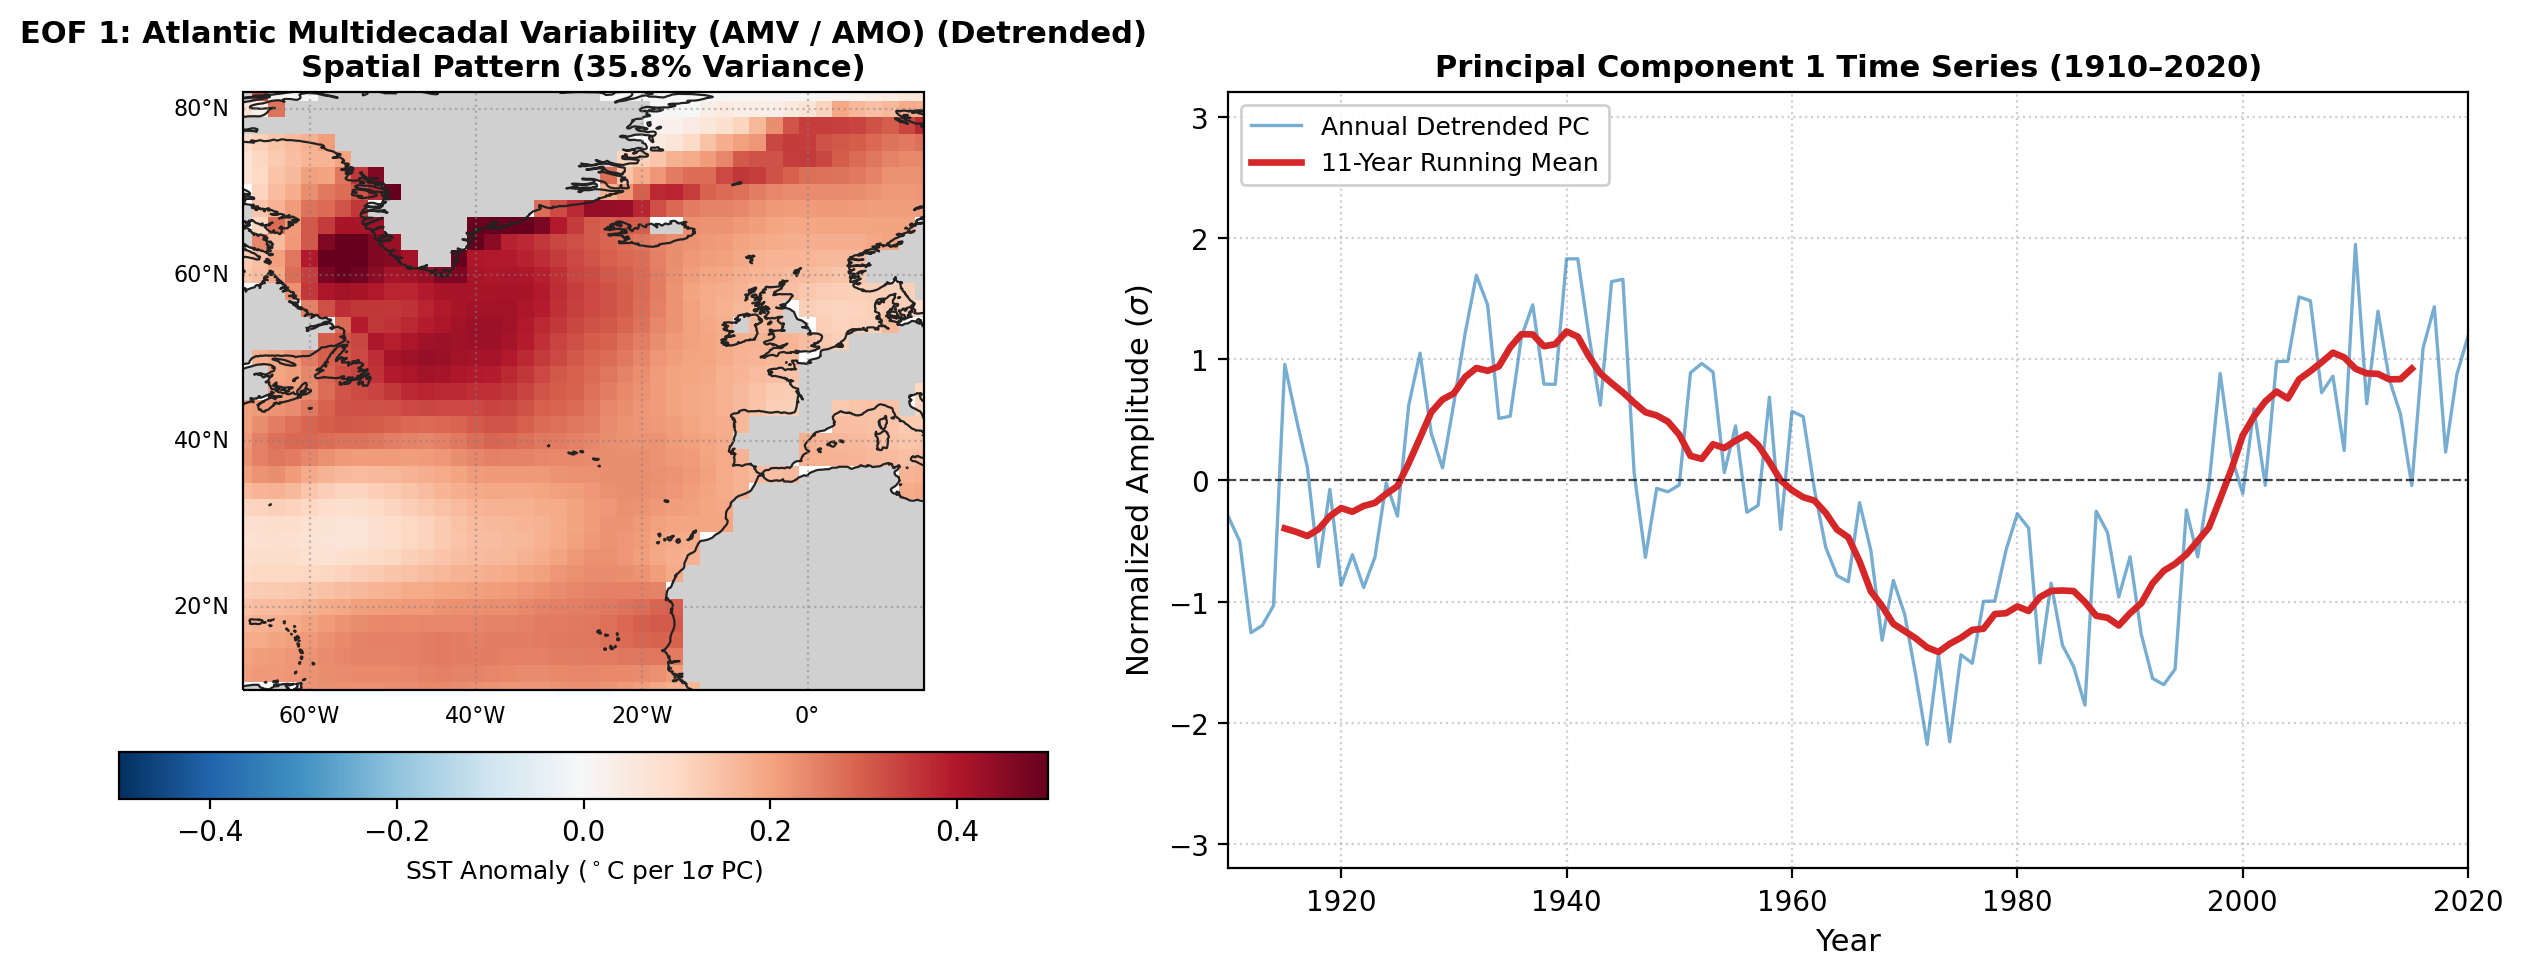 EOF 1: Atlantic Multidecadal Variability (AMV / AMO) (Detrended)
Spatial Pattern (35.8% Variance)
80°N
60°N
40°N
20°N
60°W
40°W
20°W
0°
−0.4
−0.2
0.0
0.2
0.4
SST Anomaly (°C per 1σ PC)
Principal Component 1 Time Series (1910–2020)
Annual Detrended PC
11-Year Running Mean
Normalized Amplitude (σ)
3
2
1
0
−1
−2
−3
1920
1940
1960
1980
2000
2020
Year